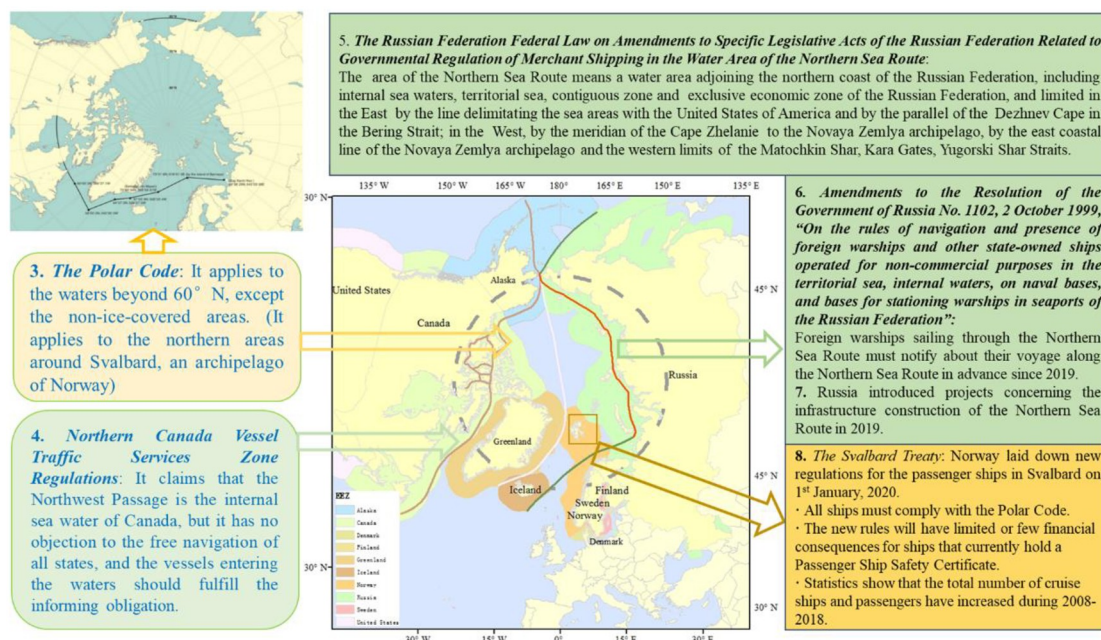 5. The Russian Federation Federal Law on Amendments to Specific Legislative Acts of the Russian Federation Related to
Governmental Regulation of Merchant Shipping in the Water Area of the Northern Sea Route:
The area of the Northern Sea Route means a water area adjoining the northern coast of the Russian Federation, including
internal sea waters, territorial sea, contiguous zone and exclusive economic zone of the Russian Federation, and limited in
the East by the line delimitating the sea areas with the United States of America and by the parallel of the Dezhnev Cape in
the Bering Strait; in the West, by the meridian of the Cape Zhelanie to the Novaya Zemlya archipelago, by the east coastal
line of the Novaya Zemlya archipelago and the western limits of the Matochkin Shar, Kara Gates, Yugorski Shar Straits.
3. The Polar Code: It applies to
the waters beyond 60° N, except
the non-ice-covered areas. (It
applies to the northern areas
around Svalbard, an archipelago
of Norway)
4. Northern Canada Vessel
Traffic Services Zone
Regulations: It claims that
the Northwest Passage is the internal
sea water of Canada, but it has no
objection to the free navigation of
all states, and the vessels entering
the waters should fulfill the
informing obligation.
135° W 150° W 165° W 180° E 165° E 150° E 135° E
30° N
Alaska
United States
45° N
Canada
Russia
Greenland
45° N
Iceland
Finland
Sweden
Norway
Denmark
EEZ
Alaska
Canada
Denmark
Finland
Greenland
Iceland
Norway
Russia
Sweden
United States
30° N
30° N
30° W 15° W 0° 15° E 30° E
6. Amendments to the Resolution of the
Government of Russia No. 1102, 2 October 1999,
“On the rules of navigation and presence of
foreign warships and other state-owned ships
operated for non-commercial purposes in the
territorial sea, internal waters, on naval bases,
and bases for stationing warships in seaports of
the Russian Federation”:
Foreign warships sailing through the Northern
Sea Route must notify about their voyage along
the Northern Sea Route in advance since 2019.
7. Russia introduced projects concerning the
infrastructure construction of the Northern Sea
Route in 2019.
8. The Svalbard Treaty: Norway laid down new
regulations for the passenger ships in Svalbard on
1st January, 2020.
· All ships must comply with the Polar Code.
· The new rules will have limited or few financial
consequences for ships that currently hold a
Passenger Ship Safety Certificate.
· Statistics show that the total number of cruise
ships and passengers have increased during 2008-
2018.